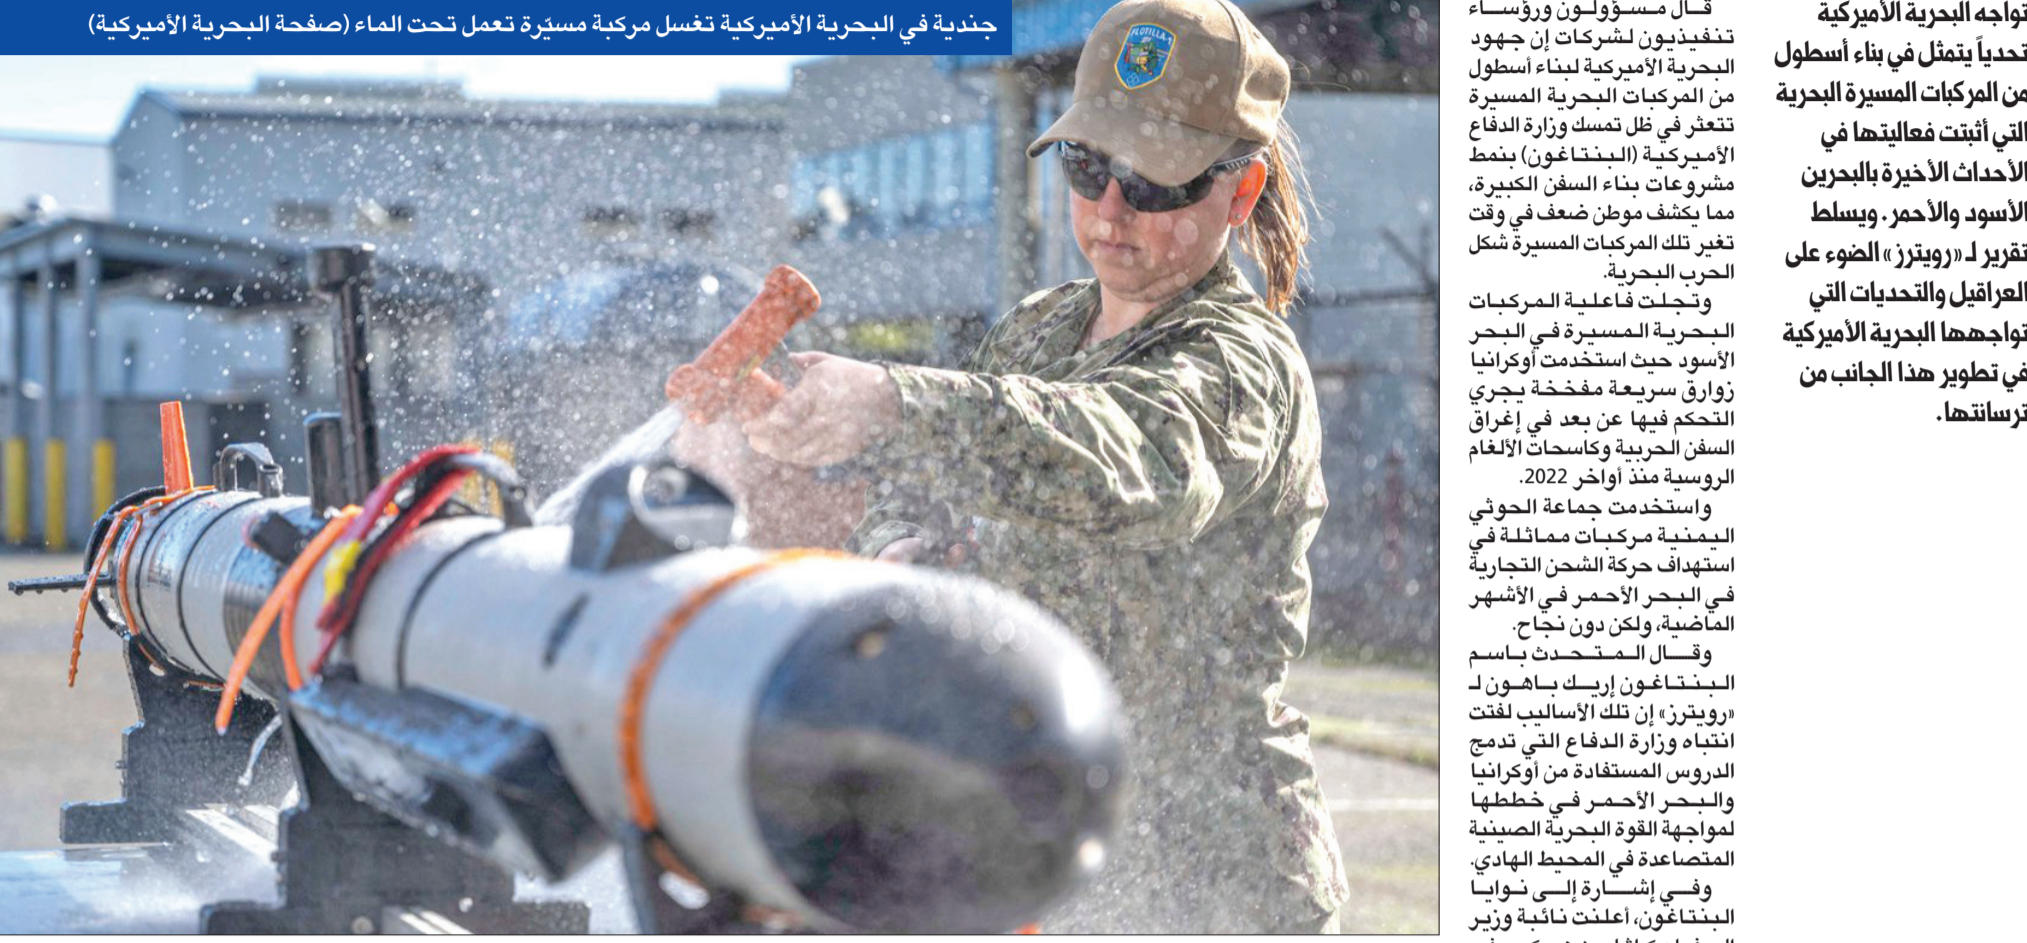 جندية في البحرية الأميركية تغسل مركبة مسيّرة تعمل تحت الماء (صفحة البحرية الأميركية)
FLOTILLA-1
تواجه البحرية الأميركية
تحدياً يتمثل في بناء أسطول
من المركبات المسيرة البحرية
التي أثبتت فعاليتها في
الأحداث الأخيرة بالبحرين
الأسود والأحمر. ويسلط
تقرير لـ «رويترز» الضوء على
العراقيل والتحديات التي
تواجهها البحرية الأميركية
في تطوير هذا الجانب من
ترسانتها.
قال مسؤولون ورؤساء
تنفيذيون لشركات إن جهود
البحرية الأميركية لبناء أسطول
من المركبات البحرية المسيرة
تتعثر في ظل تمسك وزارة الدفاع
الأميركية (البنتاغون) بنمط
مشروعات بناء السفن الكبيرة،
مما يكشف موطن ضعف في وقت
تغير تلك المركبات المسيرة شكل
الحرب البحرية.
وتجلت فاعلية المركبات
البحرية المسيرة في البحر
الأسود حيث استخدمت أوكرانيا
زوارق سريعة مفخخة يجري
التحكم فيها عن بعد في إغراق
السفن الحربية وكاسحات الألغام
الروسية منذ أواخر 2022.
واستخدمت جماعة الحوثي
اليمنية مركبات مماثلة في
استهداف حركة الشحن التجارية
في البحر الأحمر في الأشهر
الماضية، ولكن دون نجاح.
وقال المتحدث باسم
البنتاغون إريك باهون لـ
«رويترز» إن تلك الأساليب لفتت
انتباه وزارة الدفاع التي تدمج
الدروس المستفادة من أوكرانيا
والبحر الأحمر في خططها
لمواجهة القوة البحرية الصينية
المتصاعدة في المحيط الهادي.
وفي إشارة إلى نوايا
البنتاغون، أعلنت نائبة وزير